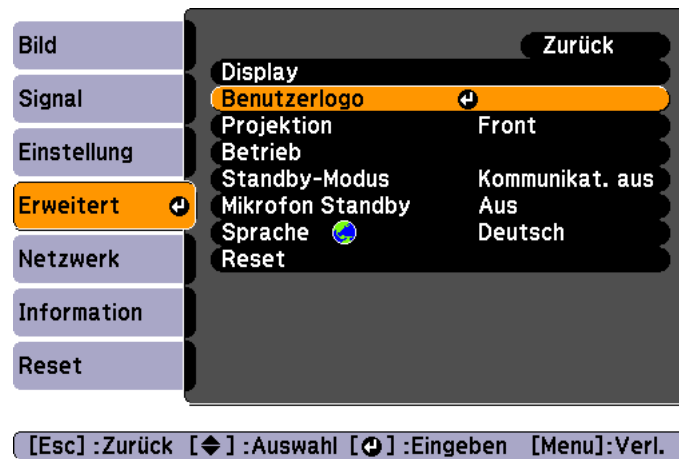 Bild
Signal
Einstellung
Erweitert
Netzwerk
Information
Reset
Zurück
Display
Benutzerlogo
Projektion Front
Betrieb
Standby-Modus Kommunikat. aus
Mikrofon Standby Aus
Sprache Deutsch
Reset
[Esc] :Zurück [◆] :Auswahl [⏎] :Eingeben [Menu]:Verl.